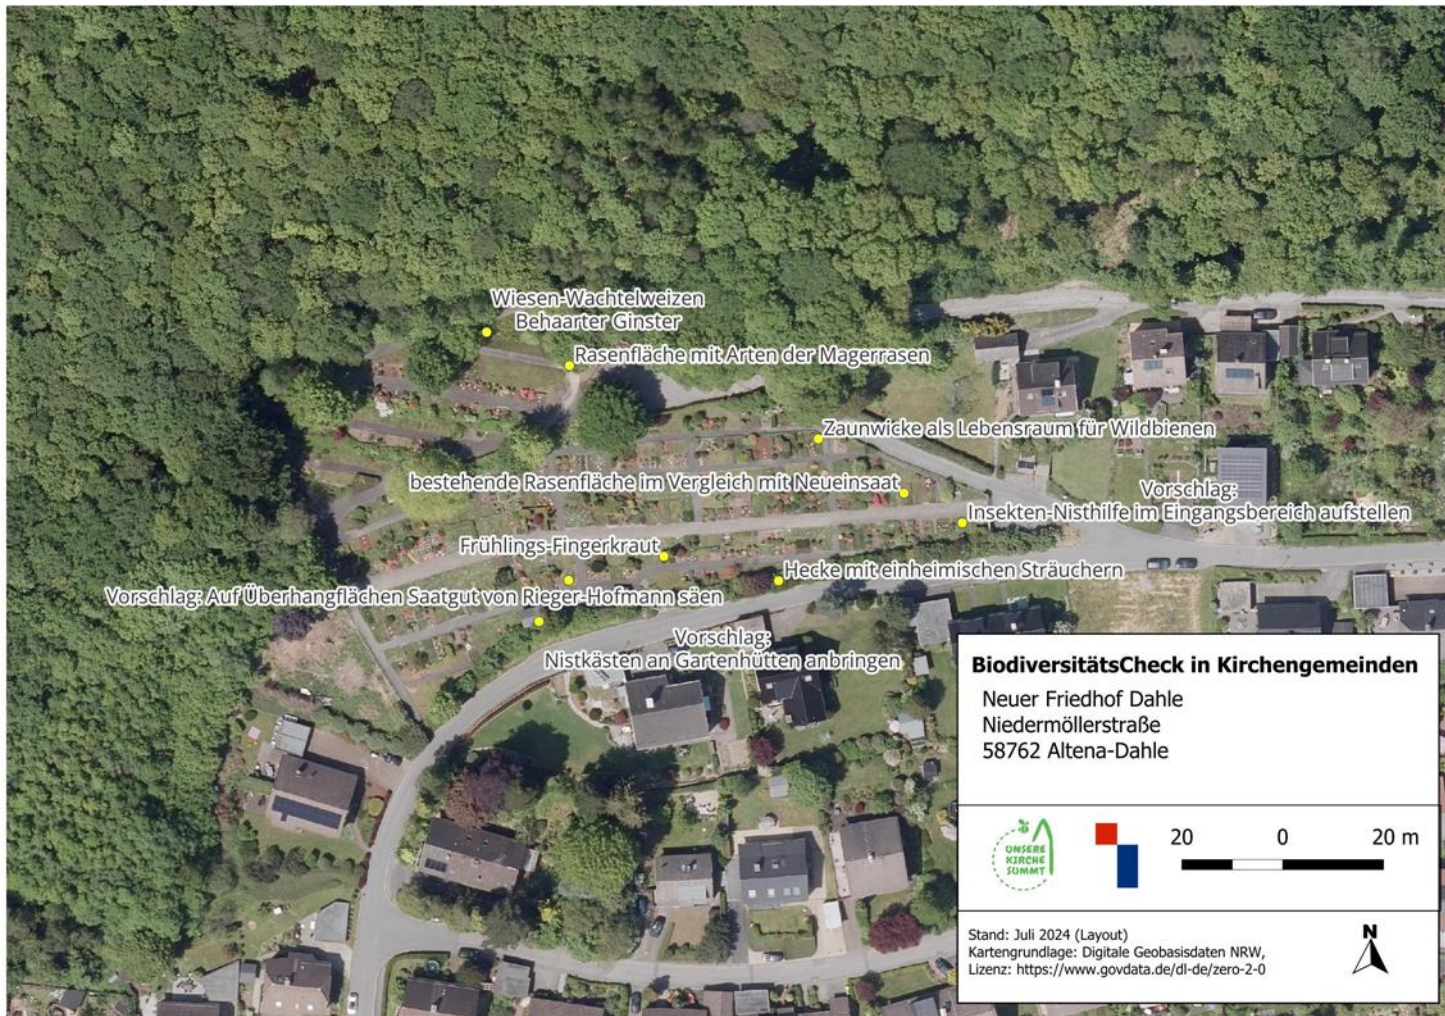 Wiesen-Wachtelweizen
Behaarter Ginster
Rasenfläche mit Arten der Magerrasen
Zaunwicke als Lebensraum für Wildbienen
bestehende Rasenfläche im Vergleich mit Neueinsaat
Vorschlag:
Insekten-Nisthilfe im Eingangsbereich aufstellen
Frühlings-Fingerkraut
Hecke mit einheimischen Sträuchern
Vorschlag: Auf Überhangflächen Saatgut von Rieger-Hofmann säen
Vorschlag:
Nistkästen an Gartenhütten anbringen
BiodiversitätsCheck in Kirchengemeinden
Neuer Friedhof Dahle
Niedermöllerstraße
58762 Altena-Dahle
UNSERE
KIRCHE
SUMMT
20 0 20 m
Stand: Juli 2024 (Layout)
Kartengrundlage: Digitale Geobasisdaten NRW,
Lizenz: https://www.govdata.de/dl-de/zero-2-0
N